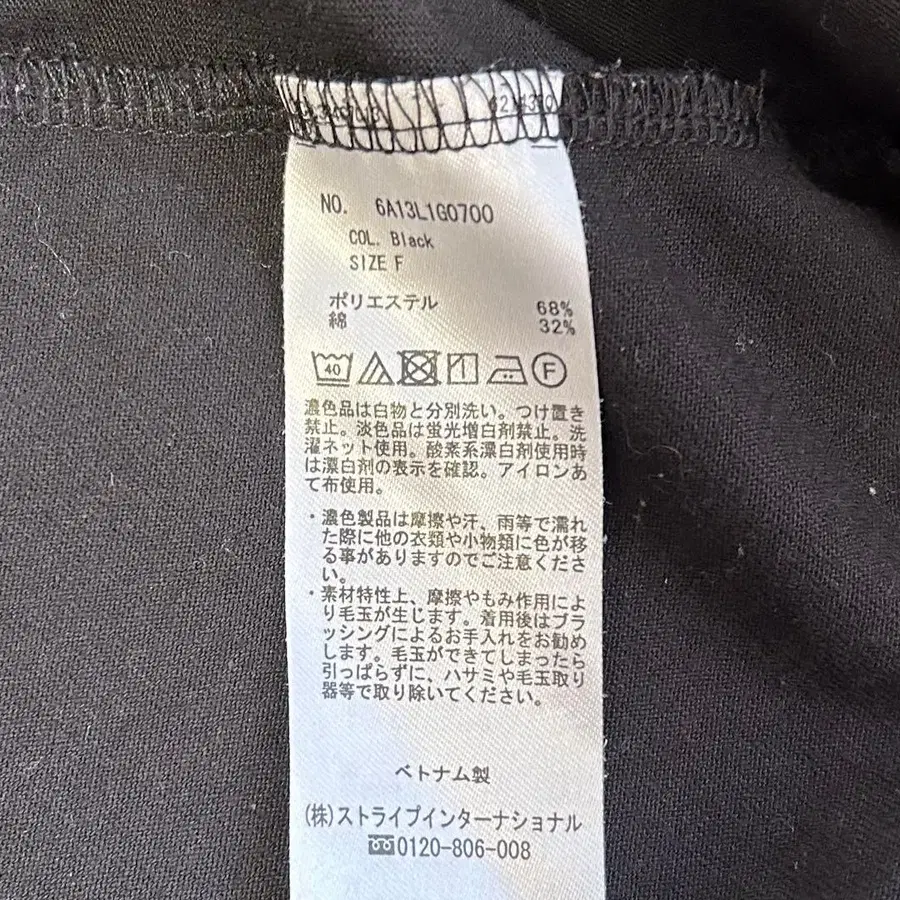 NO. 6A13L1G0700
COL. Black
SIZE F
ポリエステル 68%
綿 32%
40
F
濃色品は白物と分別洗い。つけ置き
禁止。淡色品は蛍光増白剤禁止。洗
濯ネット使用。酸素系漂白剤使用時
は漂白剤の表示を確認。アイロンあ
て布使用。
・濃色製品は摩擦や汗、雨等で濡れ
た際に他の衣類や小物類に色が移
る事がありますのでご注意くださ
い。
・素材特性上、摩擦やもみ作用によ
り毛玉が生じます。着用後はブラ
ッシングによるお手入れをお勧め
します。毛玉ができてしまったら
引っぱらずに、ハサミや毛玉取り
器等で取り除いてください。
ベトナム製
(株)ストライプインターナショナル
0120-806-008